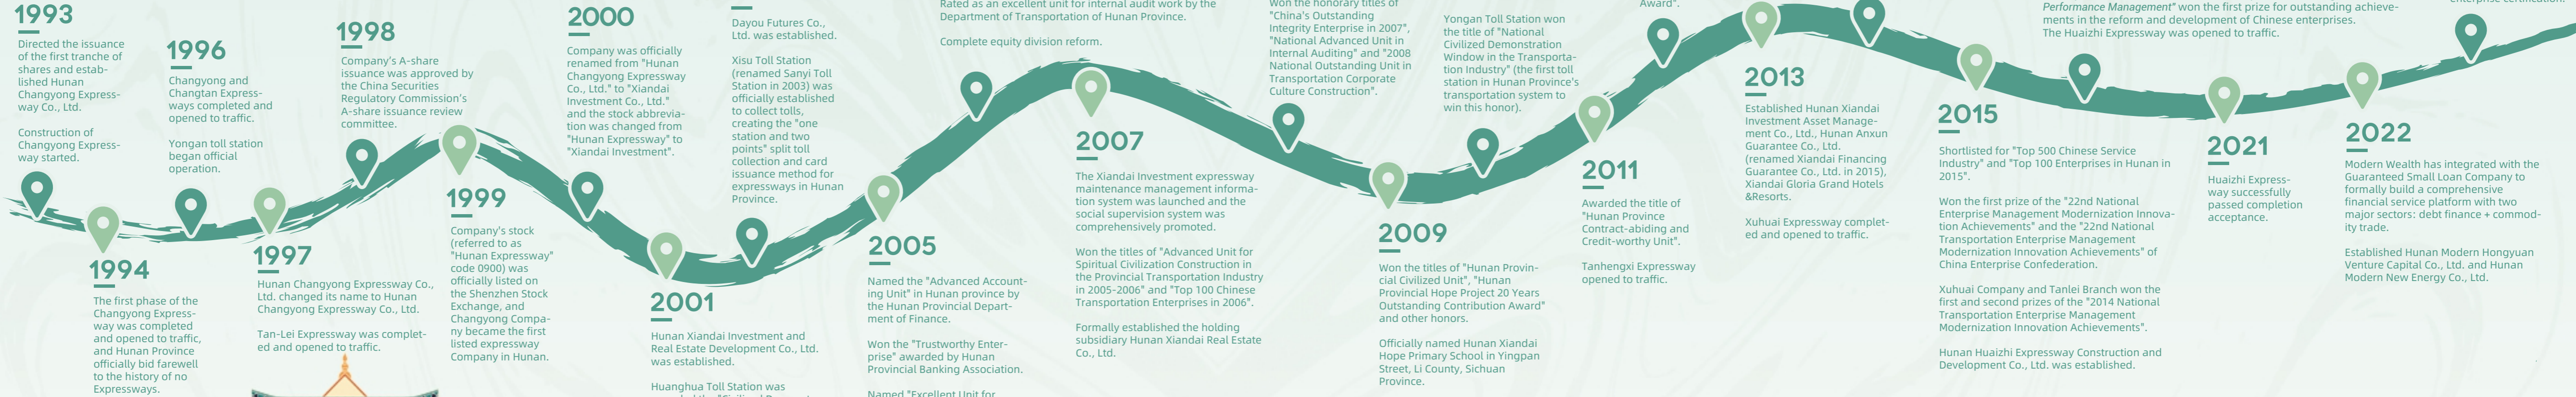 1993
Directed the issuance
of the first tranche of
shares and estab-
lished Hunan
Changyong Express-
way Co., Ltd.
Construction of
Changyong Express-
way started.
1994
The first phase of the
Changyong Express-
way was completed
and opened to traffic,
and Hunan Province
officially bid farewell
to the history of no
Expressways.
1996
Changyong and
Changtan Express-
ways completed and
opened to traffic.
Yongan toll station
began official
operation.
1997
Hunan Changyong Expressway Co.,
Ltd. changed its name to Hunan
Changyong Expressway Co., Ltd.
Tan-Lei Expressway was complet-
ed and opened to traffic.
1998
Company's A-share
issuance was approved by
the China Securities
Regulatory Commission's
A-share issuance review
committee.
1999
Company's stock
(referred to as
"Hunan Expressway"
code 0900) was
officially listed on
the Shenzhen Stock
Exchange, and
Changyong Compa-
ny became the first
listed expressway
Company in Hunan.
2000
Company was officially
renamed from "Hunan
Changyong Expressway
Co., Ltd." to "Xiandai
Investment Co., Ltd."
and the stock abbrevia-
tion was changed from
"Hunan Expressway" to
"Xiandai Investment".
2001
Hunan Xiandai Investment and
Real Estate Development Co., Ltd.
was established.
Huanghua Toll Station was
Dayou Futures Co.,
Ltd. was established.
Xisu Toll Station
(renamed Sanyi Toll
Station in 2003) was
officially established
to collect tolls,
creating the "one
station and two
points" split toll
collection and card
issuance method for
expressways in Hunan
Province.
2005
Named the "Advanced Account-
ing Unit" in Hunan province by
the Hunan Provincial Depart-
ment of Finance.
Won the "Trustworthy Enter-
prise" awarded by Hunan
Provincial Banking Association.
Named "Excellent Unit for
Rated as an excellent unit for internal audit work by the
Department of Transportation of Hunan Province.
Complete equity division reform.
2007
The Xiandai Investment expressway
maintenance management informa-
tion system was launched and the
social supervision system was
comprehensively promoted.
Won the titles of "Advanced Unit for
Spiritual Civilization Construction in
the Provincial Transportation Industry
in 2005-2006" and "Top 100 Chinese
Transportation Enterprises in 2006".
Formally established the holding
subsidiary Hunan Xiandai Real Estate
Co., Ltd.
Won the honorary titles of
"China's Outstanding
Integrity Enterprise in 2007",
"National Advanced Unit in
Internal Auditing" and "2008
National Outstanding Unit in
Transportation Corporate
Culture Construction".
2009
Won the titles of "Hunan Provin-
cial Civilized Unit", "Hunan
Provincial Hope Project 20 Years
Outstanding Contribution Award"
and other honors.
Officially named Hunan Xiandai
Hope Primary School in Yingpan
Street, Li County, Sichuan
Province.
Yongan Toll Station won
the title of "National
Civilized Demonstration
Window in the Transporta-
tion Industry" (the first toll
station in Hunan Province's
transportation system to
win this honor).
2011
Awarded the title of
"Hunan Province
Contract-abiding and
Credit-worthy Unit".
Tanhengxi Expressway
opened to traffic.
Award".
2013
Established Hunan Xiandai
Investment Asset Manage-
ment Co., Ltd., Hunan Anxun
Guarantee Co., Ltd.
(renamed Xiandai Financing
Guarantee Co., Ltd. in 2015),
Xiandai Gloria Grand Hotels
&Resorts.
Xuhuai Expressway complet-
ed and opened to traffic.
2015
Shortlisted for "Top 500 Chinese Service
Industry" and "Top 100 Enterprises in Hunan in
2015".
Won the first prize of the "22nd National
Enterprise Management Modernization Innova-
tion Achievements" and the "22nd National
Transportation Enterprise Management
Modernization Innovation Achievements" of
China Enterprise Confederation.
Xuhuai Company and Tanlei Branch won the
first and second prizes of the "2014 National
Transportation Enterprise Management
Modernization Innovation Achievements".
Hunan Huaizhi Expressway Construction and
Development Co., Ltd. was established.
Performance Management" won the first prize for outstanding achieve-
ments in the reform and development of Chinese enterprises.
The Huaizhi Expressway was opened to traffic.
2021
Huaizhi Express-
way successfully
passed completion
acceptance.
2022
Modern Wealth has integrated with the
Guaranteed Small Loan Company to
formally build a comprehensive
financial service platform with two
major sectors: debt finance + commod-
ity trade.
Established Hunan Modern Hongyuan
Venture Capital Co., Ltd. and Hunan
Modern New Energy Co., Ltd.